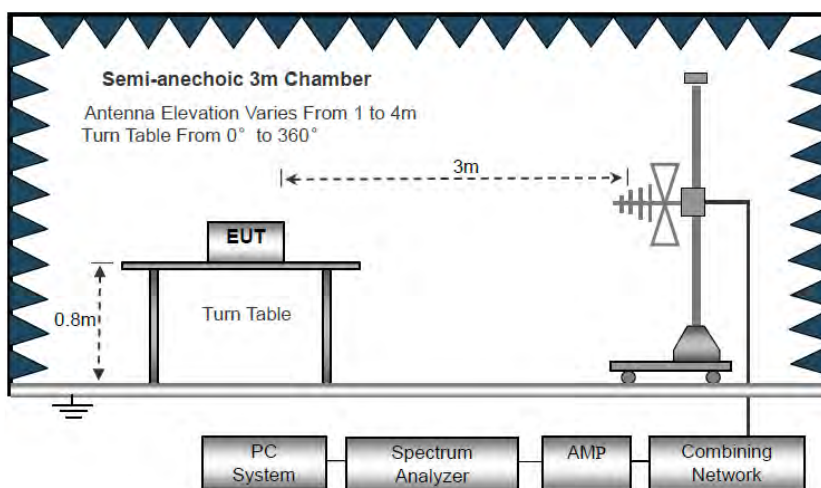 Semi-anechoic 3m Chamber
Antenna Elevation Varies From 1 to 4m
Turn Table From 0° to 360°
3m
EUT
0.8m
Turn Table
PC
System
Spectrum
Analyzer
AMP
Combining
Network